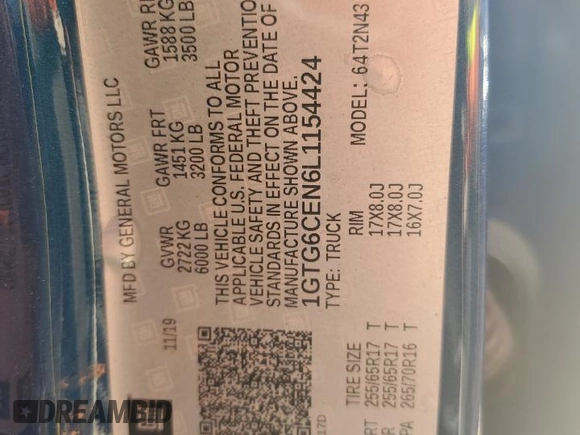 MFD BY GENERAL MOTORS LLC
11/19
GVWR
2722 KG
6000 LB
GAWR FRT
1451 KG
3200 LB
GAWR
1588 KG
3500 LB
THIS VEHICLE CONFORMS TO ALL
APPLICABLE U.S. FEDERAL MOTOR
VEHICLE SAFETY AND THEFT PREVENTION
STANDARDS IN EFFECT ON THE DATE OF
MANUFACTURE SHOWN ABOVE.
1GTG6CEN6L1154424
TYPE: TRUCK
MODEL: 64T2N43
TIRE SIZE
RIM
255/65R17 T
17X8.0J
255/65R17 T
17X8.0J
265/70R16 T
16X7.0J
DREAMBID